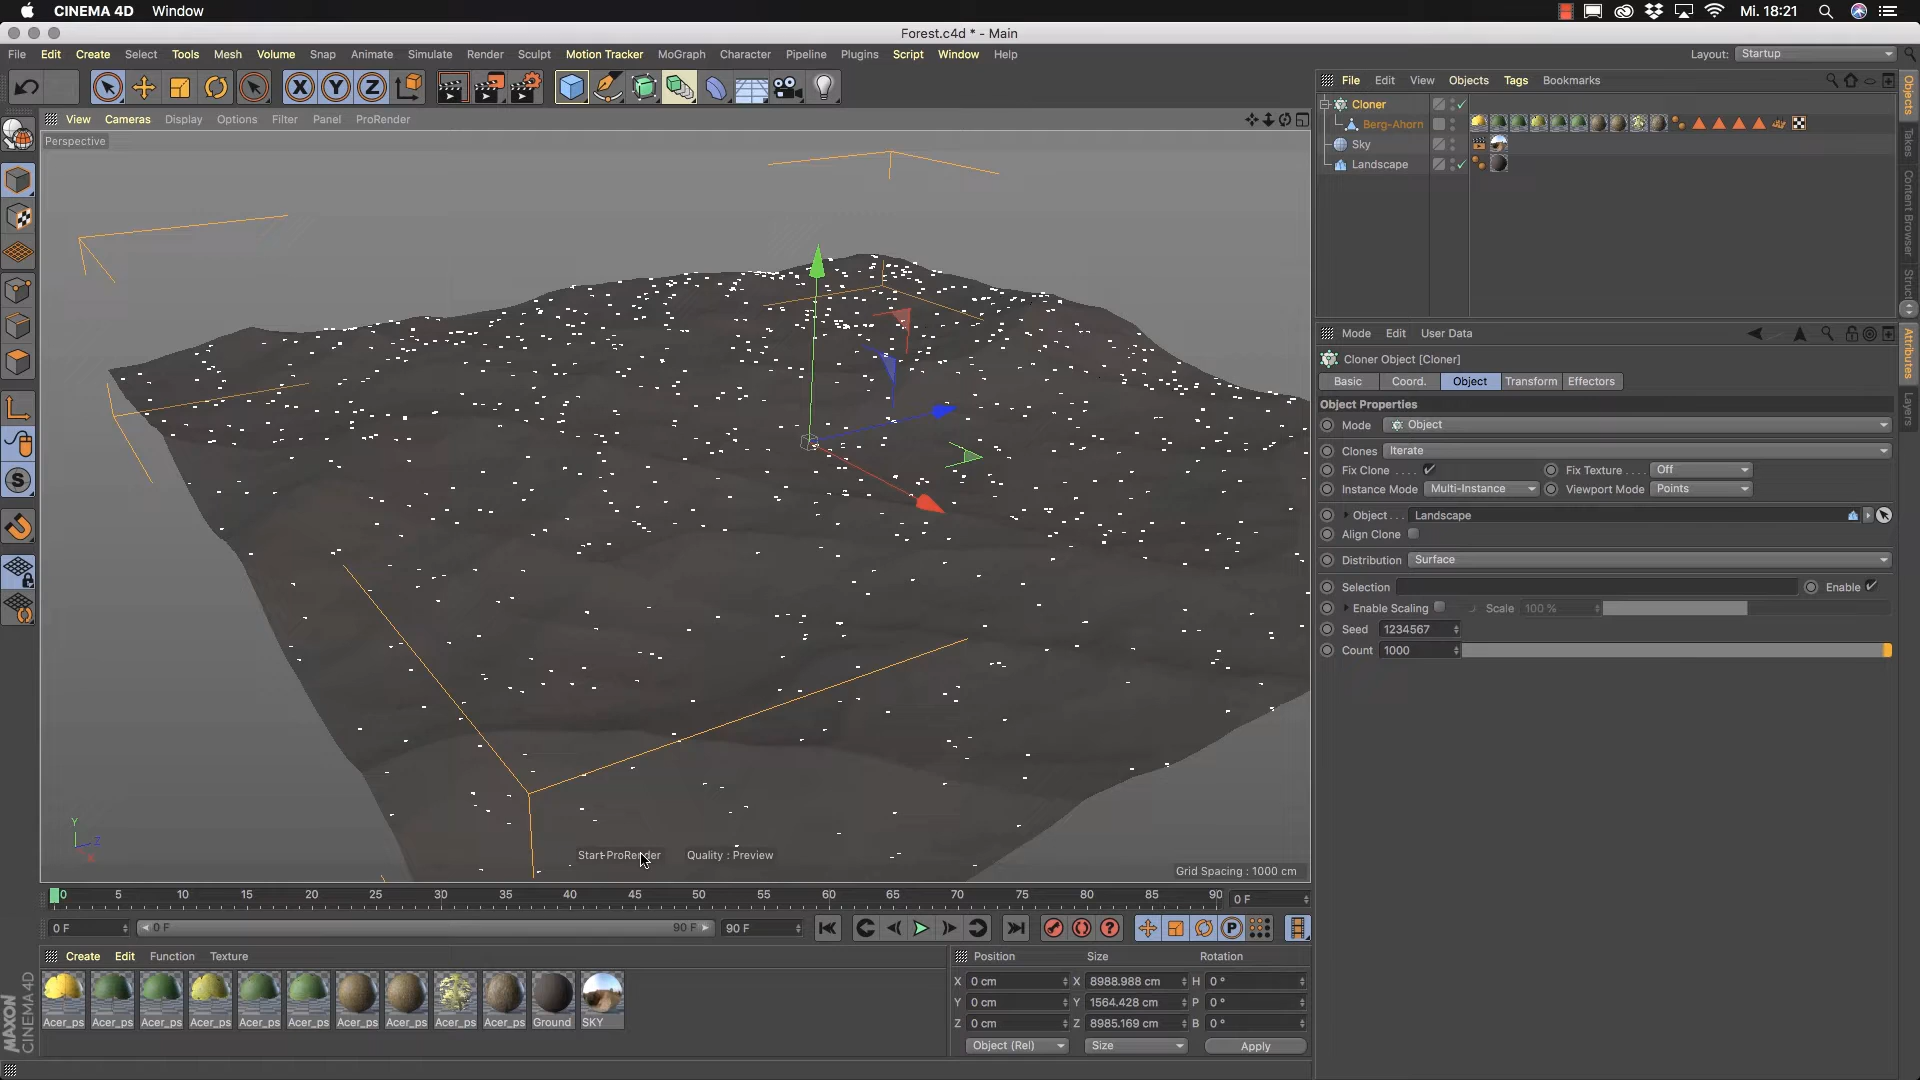 CINEMA 4D Window Mi. 18:21
Forest.c4d * - Main
File Edit Create Select Tools Mesh Volume Snap Animate Simulate Render Sculpt Motion Tracker MoGraph Character Pipeline Plugins Script Window Help Layout: Startup
File Edit View Objects Tags Bookmarks
View Cameras Display Options Filter Panel ProRender
Perspective
Cloner
Berg-Ahorn
Sky
Landscape
Objects
Takes
Content Browser
Mode Edit User Data
Cloner Object [Cloner]
Attributes
Layers
Basic Coord. Object Transform Effectors
Object Properties
Mode Object
Clones Iterate
Fix Clone . . . . Fix Texture . . . . Off
Instance Mode Multi-Instance Viewport Mode Points
Object . . . Landscape
Align Clone
Distribution Surface
Selection Enable
Enable Scaling Scale 100 %
Seed 1234567
Count 1000
X Y Z
Y
Z
Start ProRender Quality : Preview
Grid Spacing : 1000 cm
0 5 10 15 20 25 30 35 40 45 50 55 60 65 70 75 80 85 90 0 F
0 F 0 F 90 F 90 F
Create Edit Function Texture
Position Size Rotation
X 0 cm X 8988.988 cm H 0 °
Y 0 cm Y 1564.428 cm P 0 °
Z 0 cm Z 8985.169 cm B 0 °
Object (Rel) Size Apply
Acer_ps Acer_ps Acer_ps Acer_ps Acer_ps Acer_ps Acer_ps Acer_ps Acer_ps Acer_ps Ground SKY
MAXON
CINEMA 4D